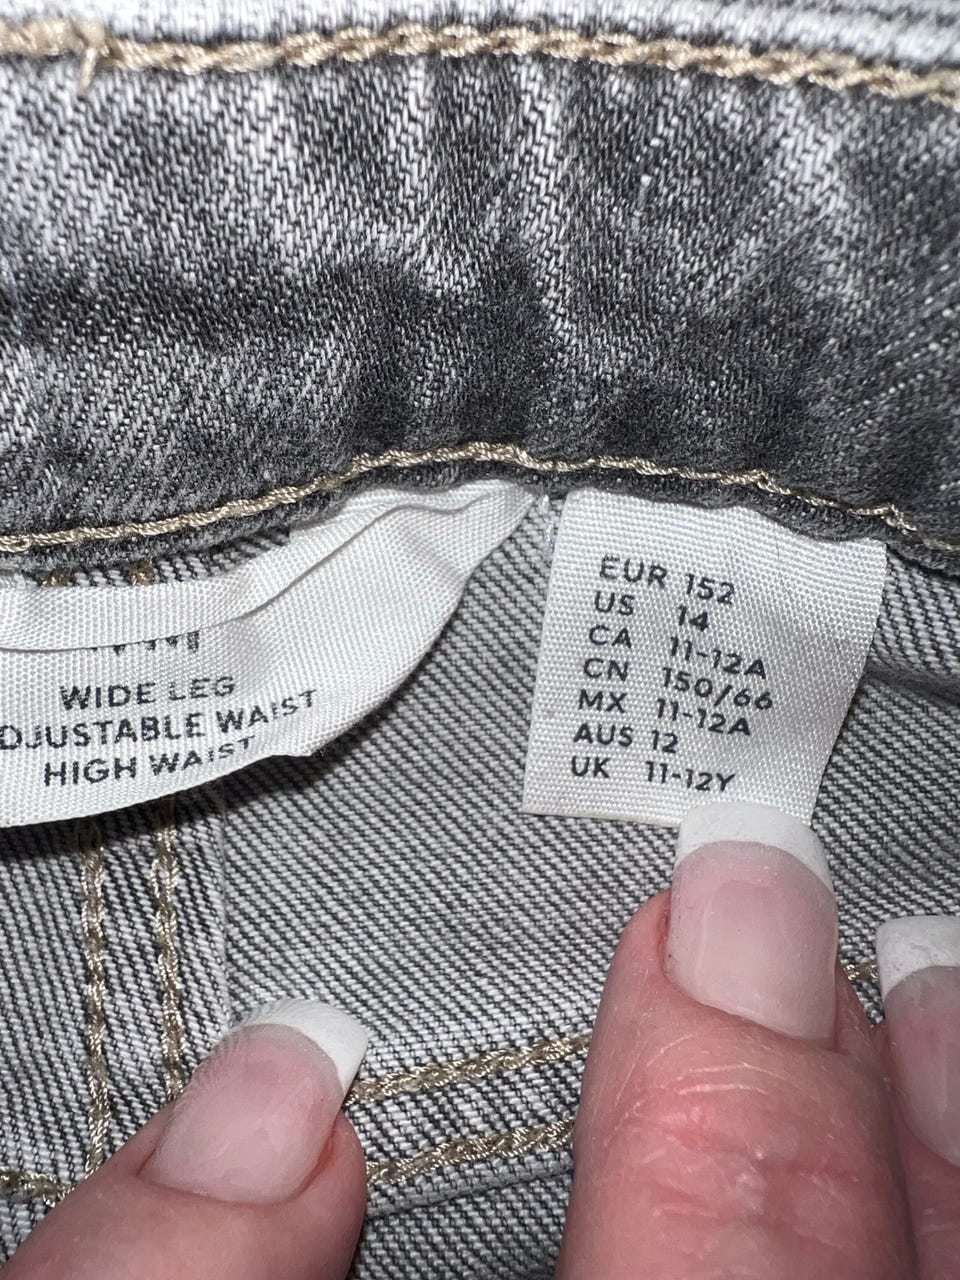 WIDE LEG
DJUSTABLE WAIST
HIGH WAIST
EUR 152
US 14
CA 11-12A
CN 150/66
MX 11-12A
AUS 12
UK 11-12Y